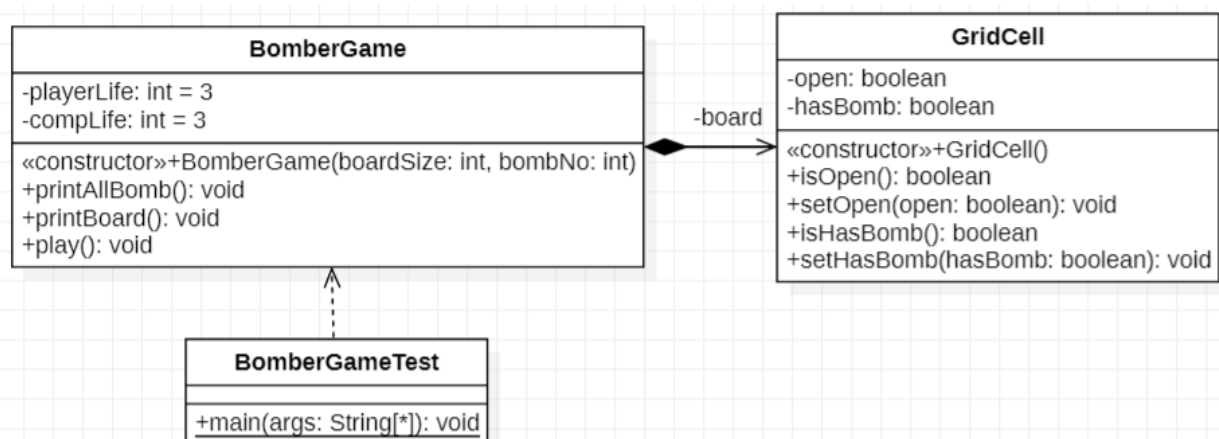 BomberGame
-playerLife: int = 3
-compLife: int = 3
«constructor»+BomberGame(boardSize: int, bombNo: int)
+printAllBomb(): void
+printBoard(): void
+play(): void
-board
GridCell
-open: boolean
-hasBomb: boolean
«constructor»+GridCell()
+isOpen(): boolean
+setOpen(open: boolean): void
+isHasBomb(): boolean
+setHasBomb(hasBomb: boolean): void
BomberGameTest
+main(args: String[*]): void